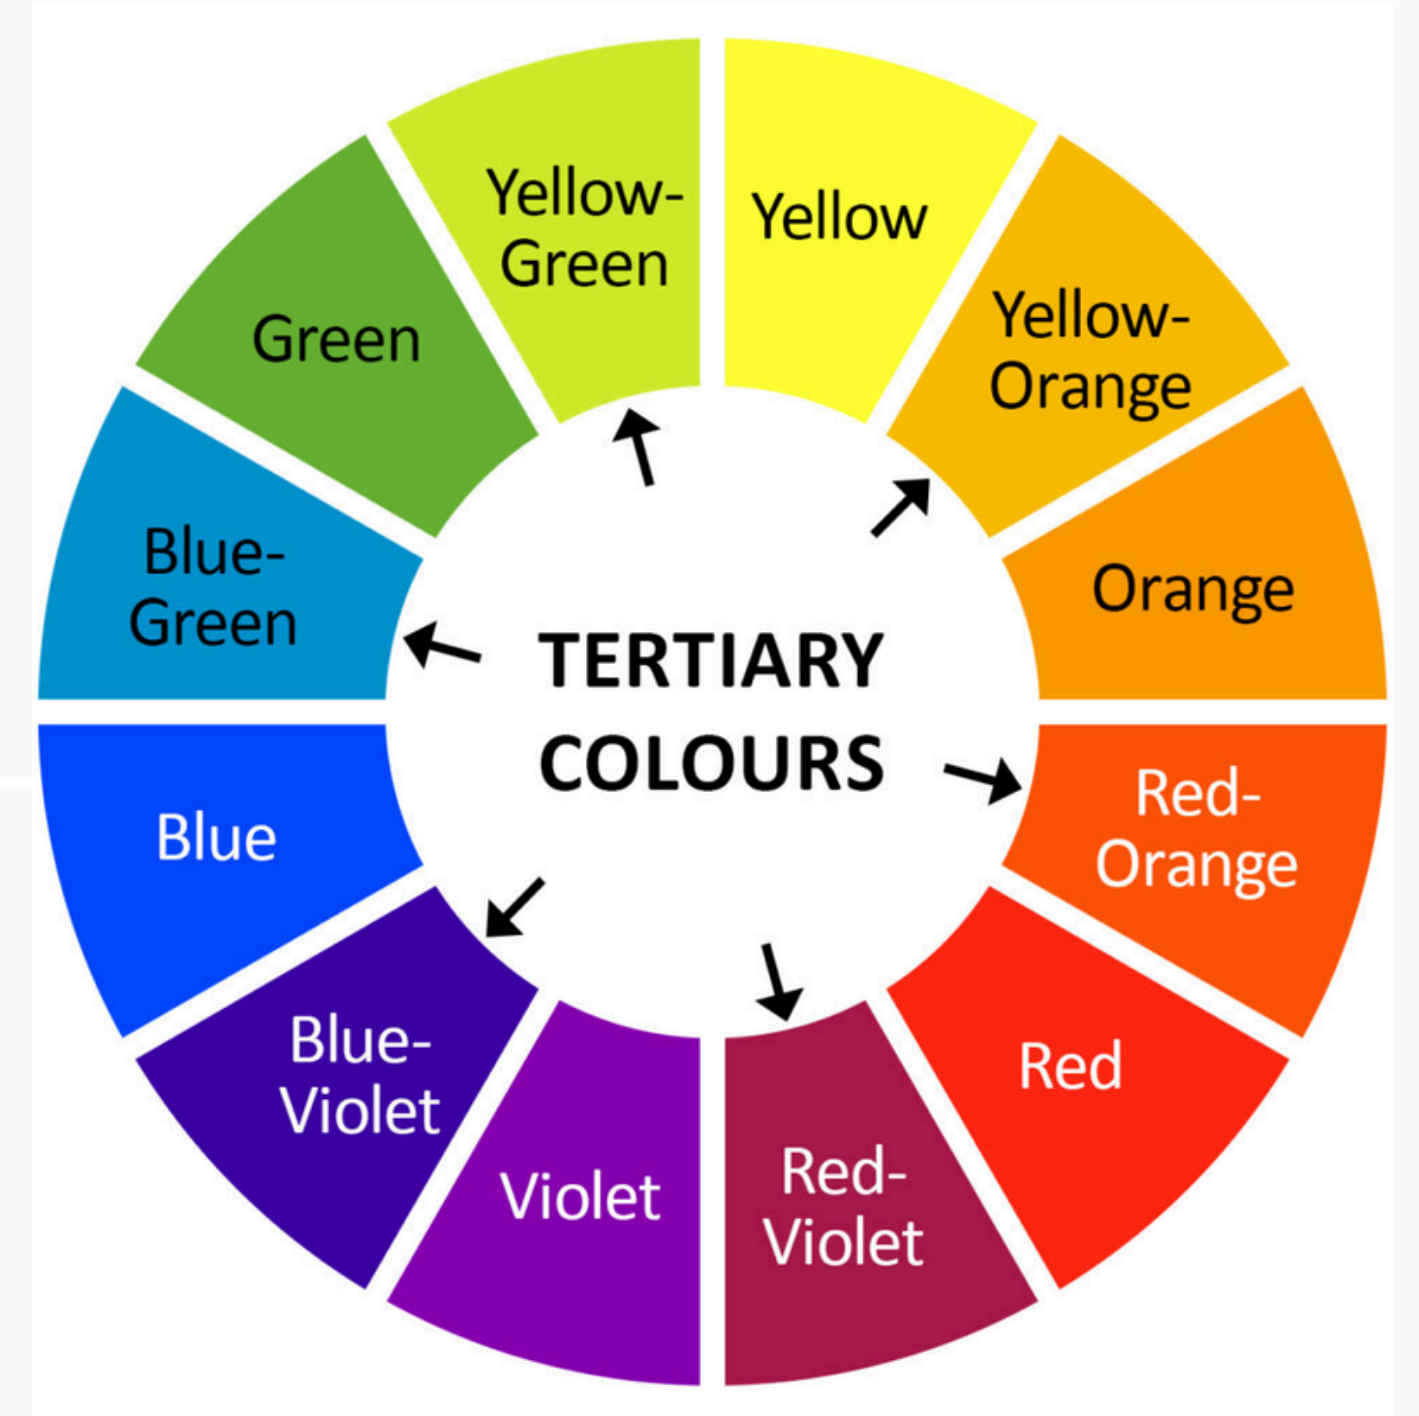 Yellow-
Green
Yellow
Yellow-
Orange
Orange
Red-
Orange
Red
Red-
Violet
Violet
Blue-
Violet
Blue
Blue-
Green
Green
TERTIARY
COLOURS